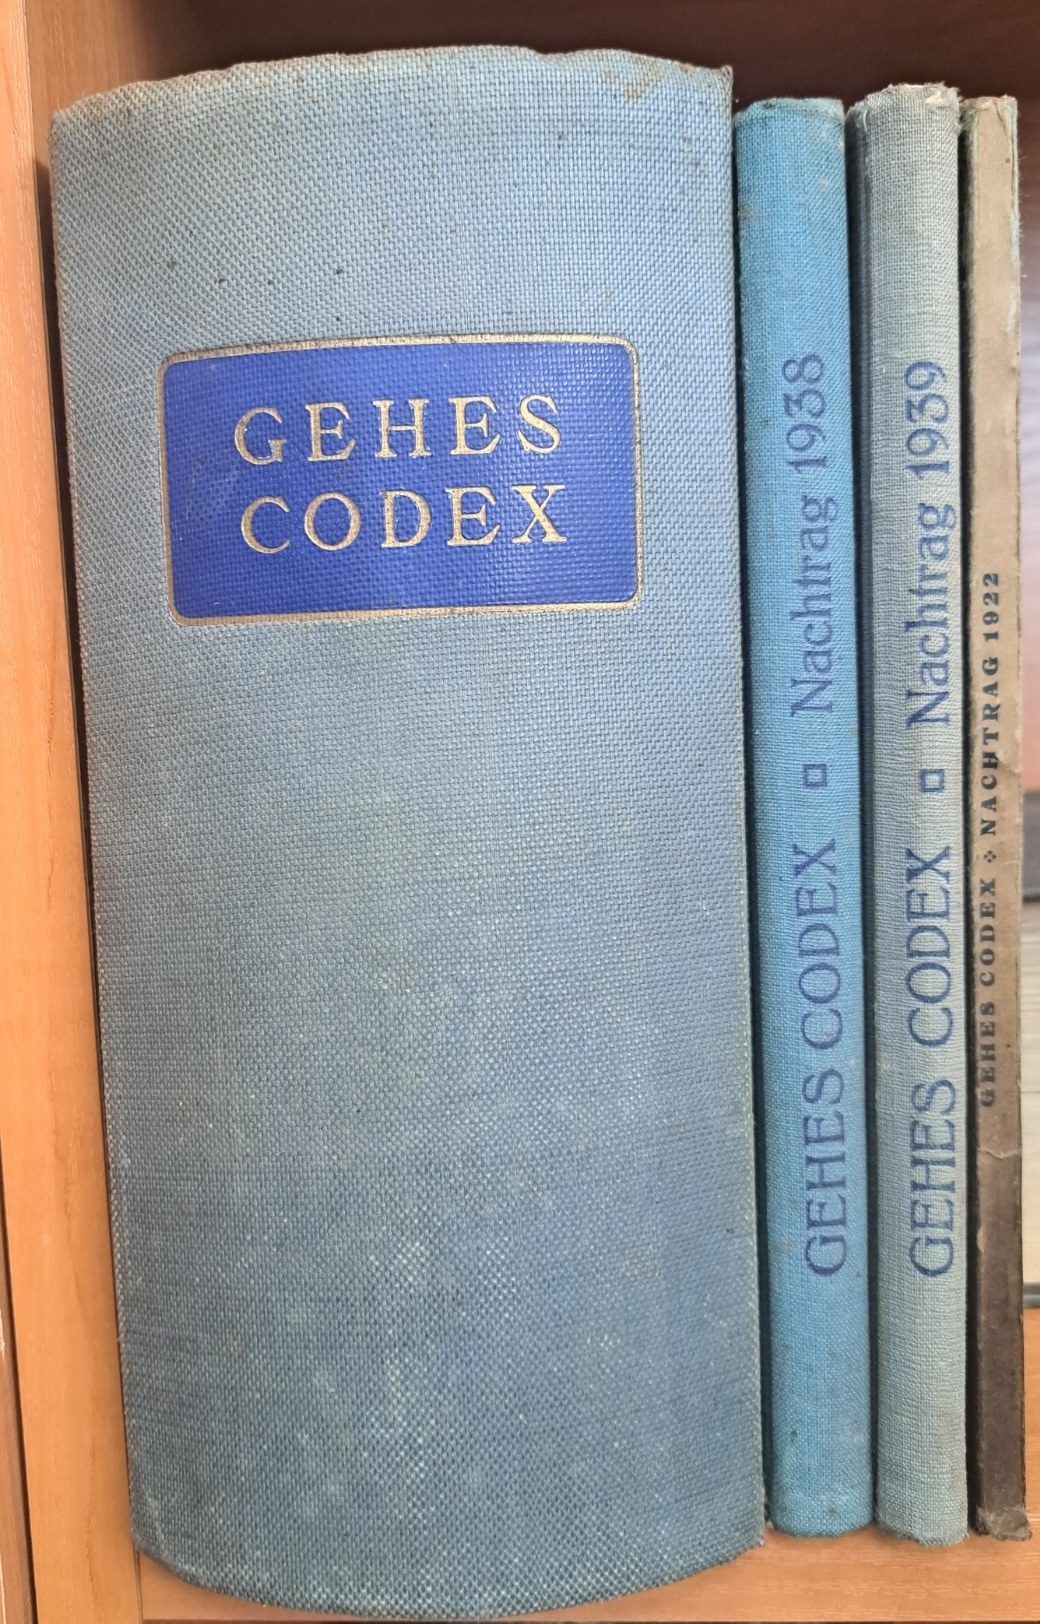 GEHES
CODEX
GEHES CODEX ▫ Nachtrag 1938
GEHES CODEX ▫ Nachtrag 1939
GEHES CODEX ⁘ NACHTRAG 1922